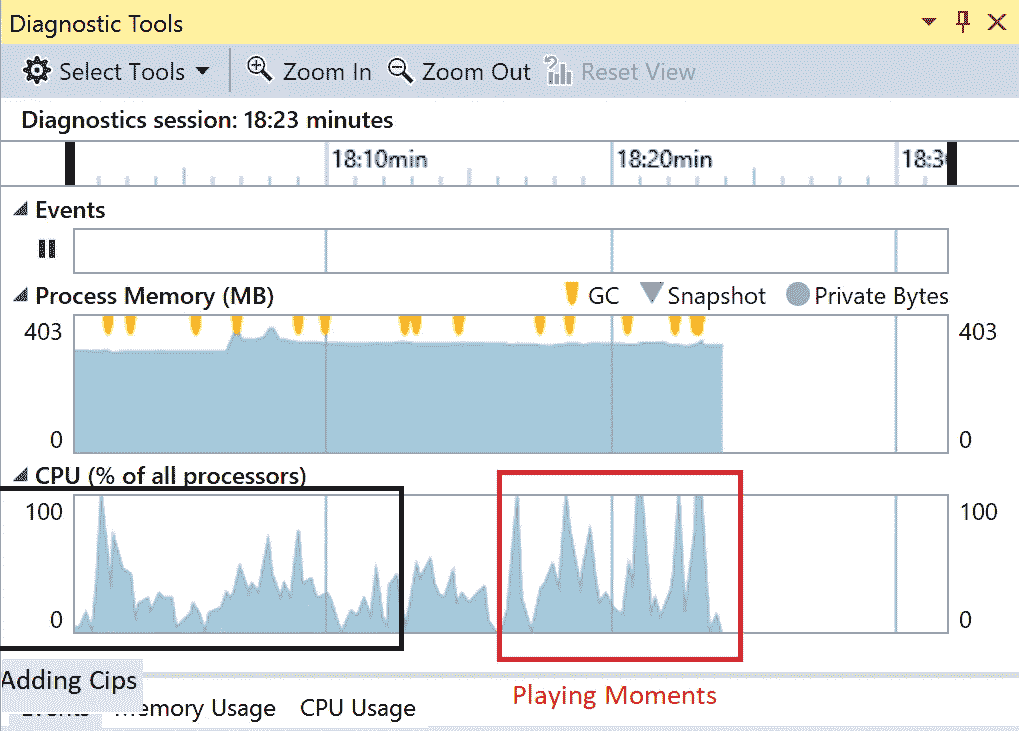 Diagnostic Tools
Select Tools Zoom In Zoom Out Reset View
Diagnostics session: 18:23 minutes
18:10min 18:20min
Events
Process Memory (MB) GC Snapshot Private Bytes
403 403
0 0
CPU (% of all processors)
100 100
0 0
Adding Cips
Playing Moments
Events Memory Usage CPU Usage